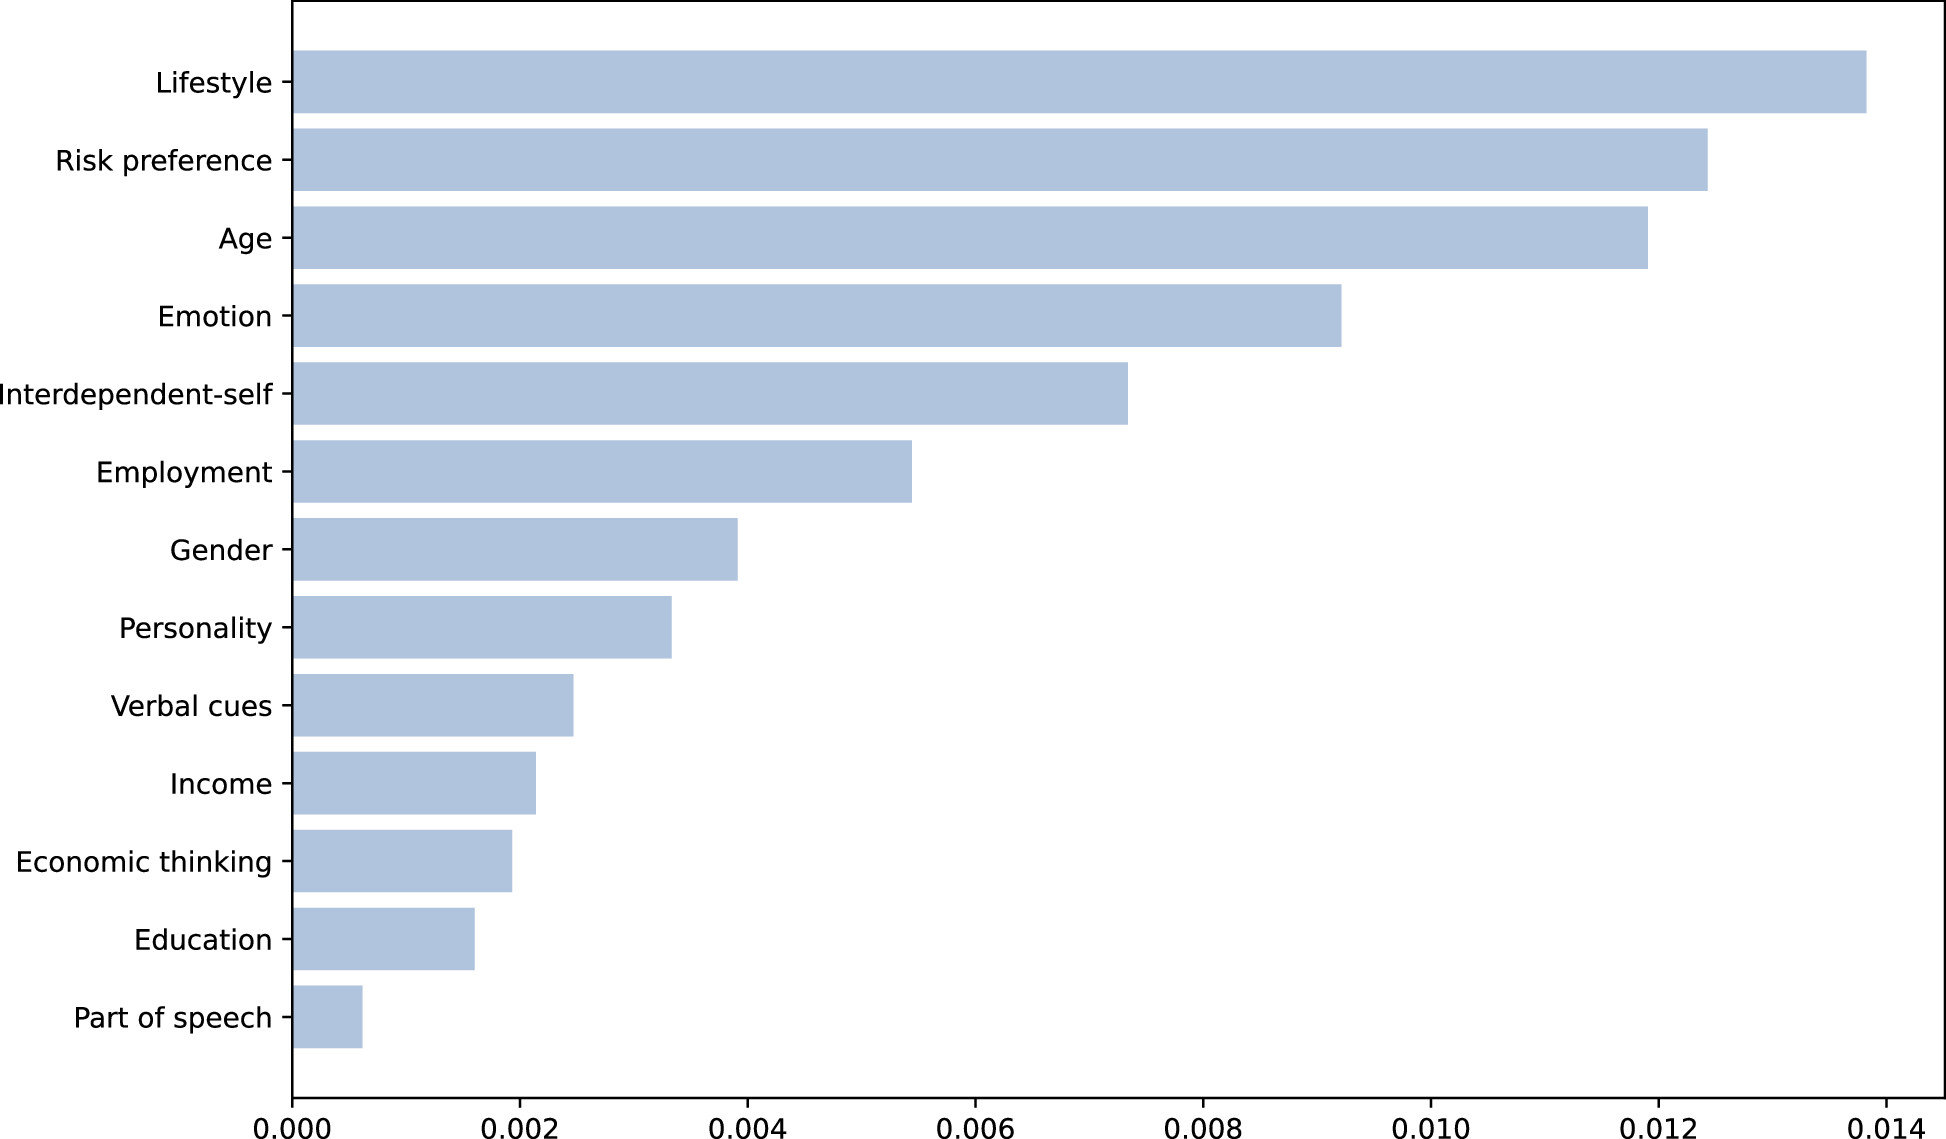 Lifestyle
Risk preference
Age
Emotion
Interdependent-self
Employment
Gender
Personality
Verbal cues
Income
Economic thinking
Education
Part of speech
0.000 0.002 0.004 0.006 0.008 0.010 0.012 0.014